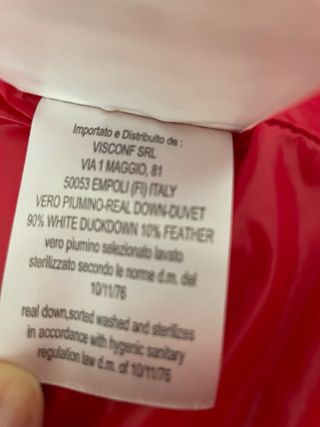 Importato e Distribuito da :
VISCONF SRL
VIA 1 MAGGIO, 81
50053 EMPOLI (FI) ITALY
VERO PIUMINO-REAL DOWN-DUVET
90% WHITE DUCKDOWN 10% FEATHER
vero piumino selezionato lavato
sterilizzato secondo le norme d.m. del
10/11/76
real down,sorted washed and sterilizes
in accordance with hygenic sanitary
regulation law d.m. of 10/11/76